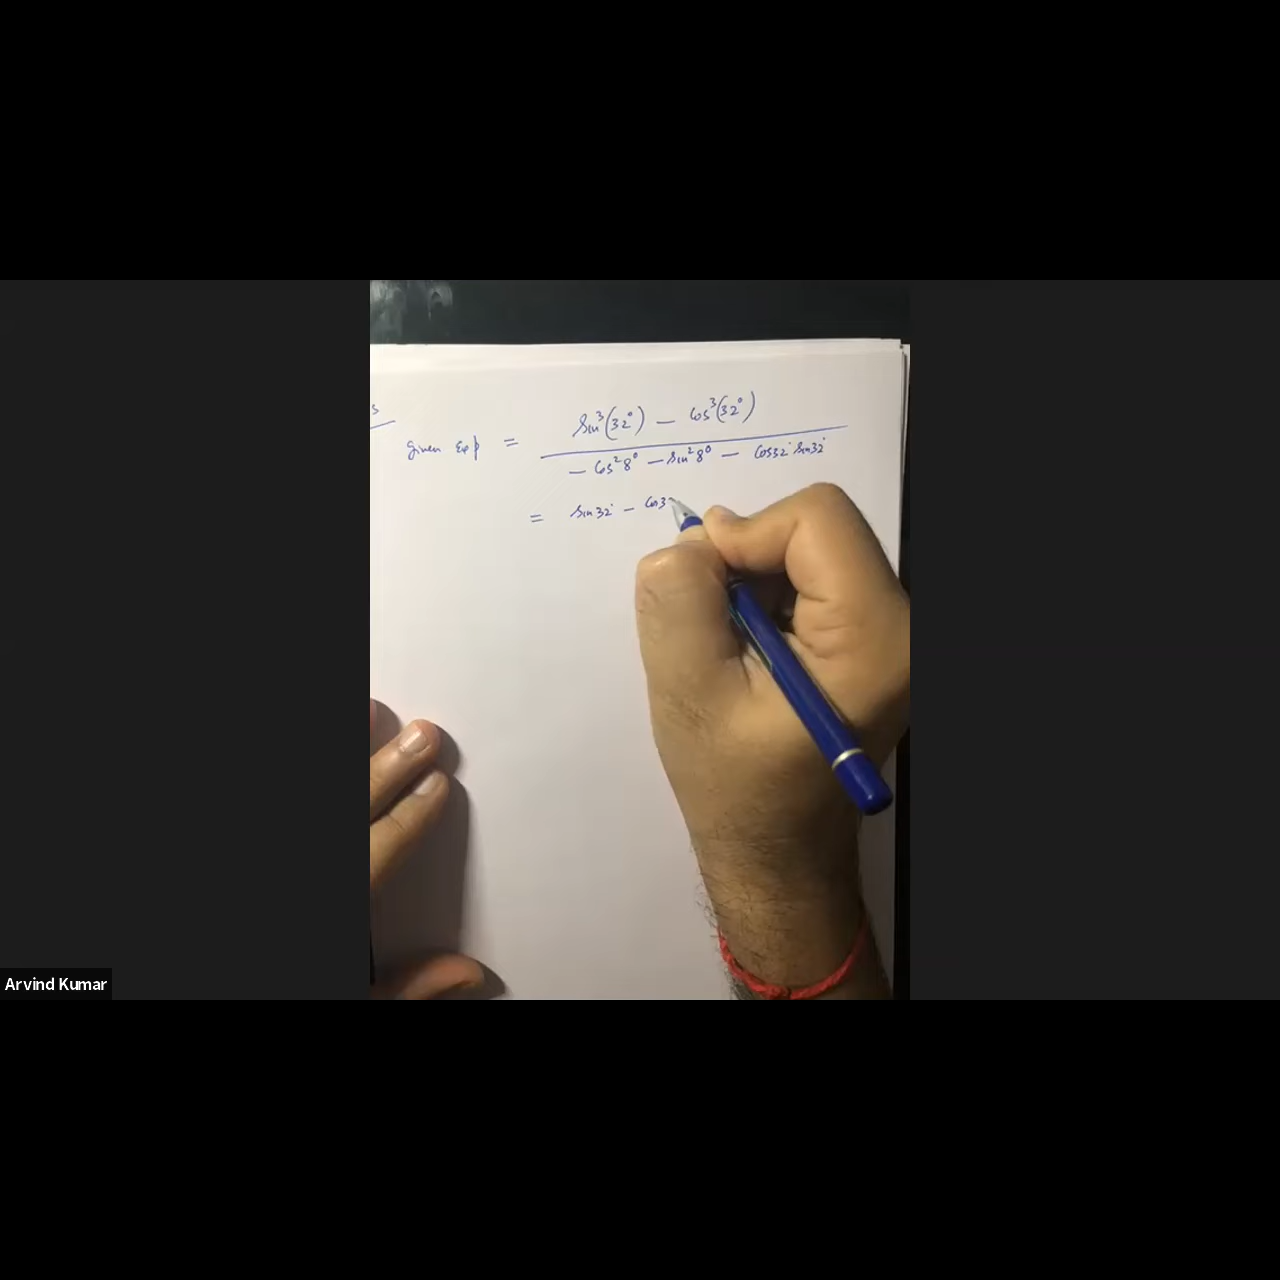 sin³(32°) – cos³(32°)
Given Exp =
– cos²8° – sin²8° – cos32° sin32°
= sin32° – cos3
Arvind Kumar